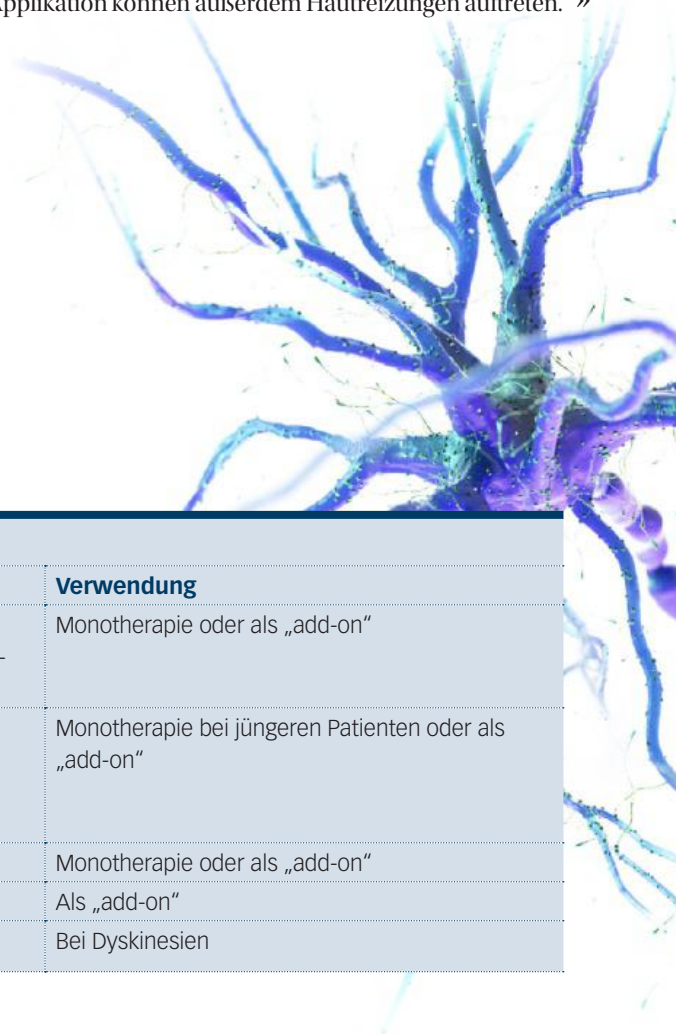 Applikation können außerdem Hautreizungen auftreten. »
Verwendung
Monotherapie oder als „add-on“
-
Monotherapie bei jüngeren Patienten oder als
„add-on“
Monotherapie oder als „add-on“
Als „add-on“
Bei Dyskinesien